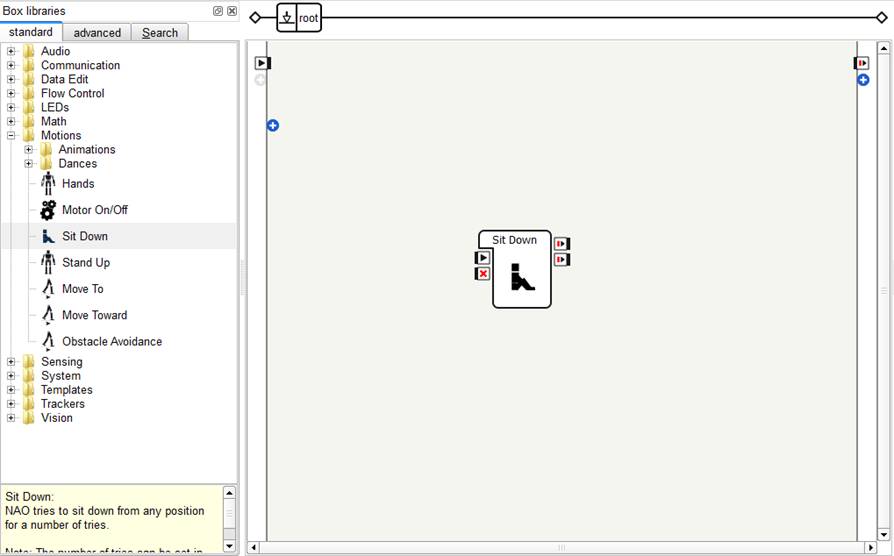 Box libraries
standard
advanced
Search
Audio
Communication
Data Edit
Flow Control
LEDs
Math
Motions
Animations
Dances
Hands
Motor On/Off
Sit Down
Stand Up
Move To
Move Toward
Obstacle Avoidance
Sensing
System
Templates
Trackers
Vision
Sit Down:
NAO tries to sit down from any position
for a number of tries.
Note: The number of tries can be set in
root
Sit Down